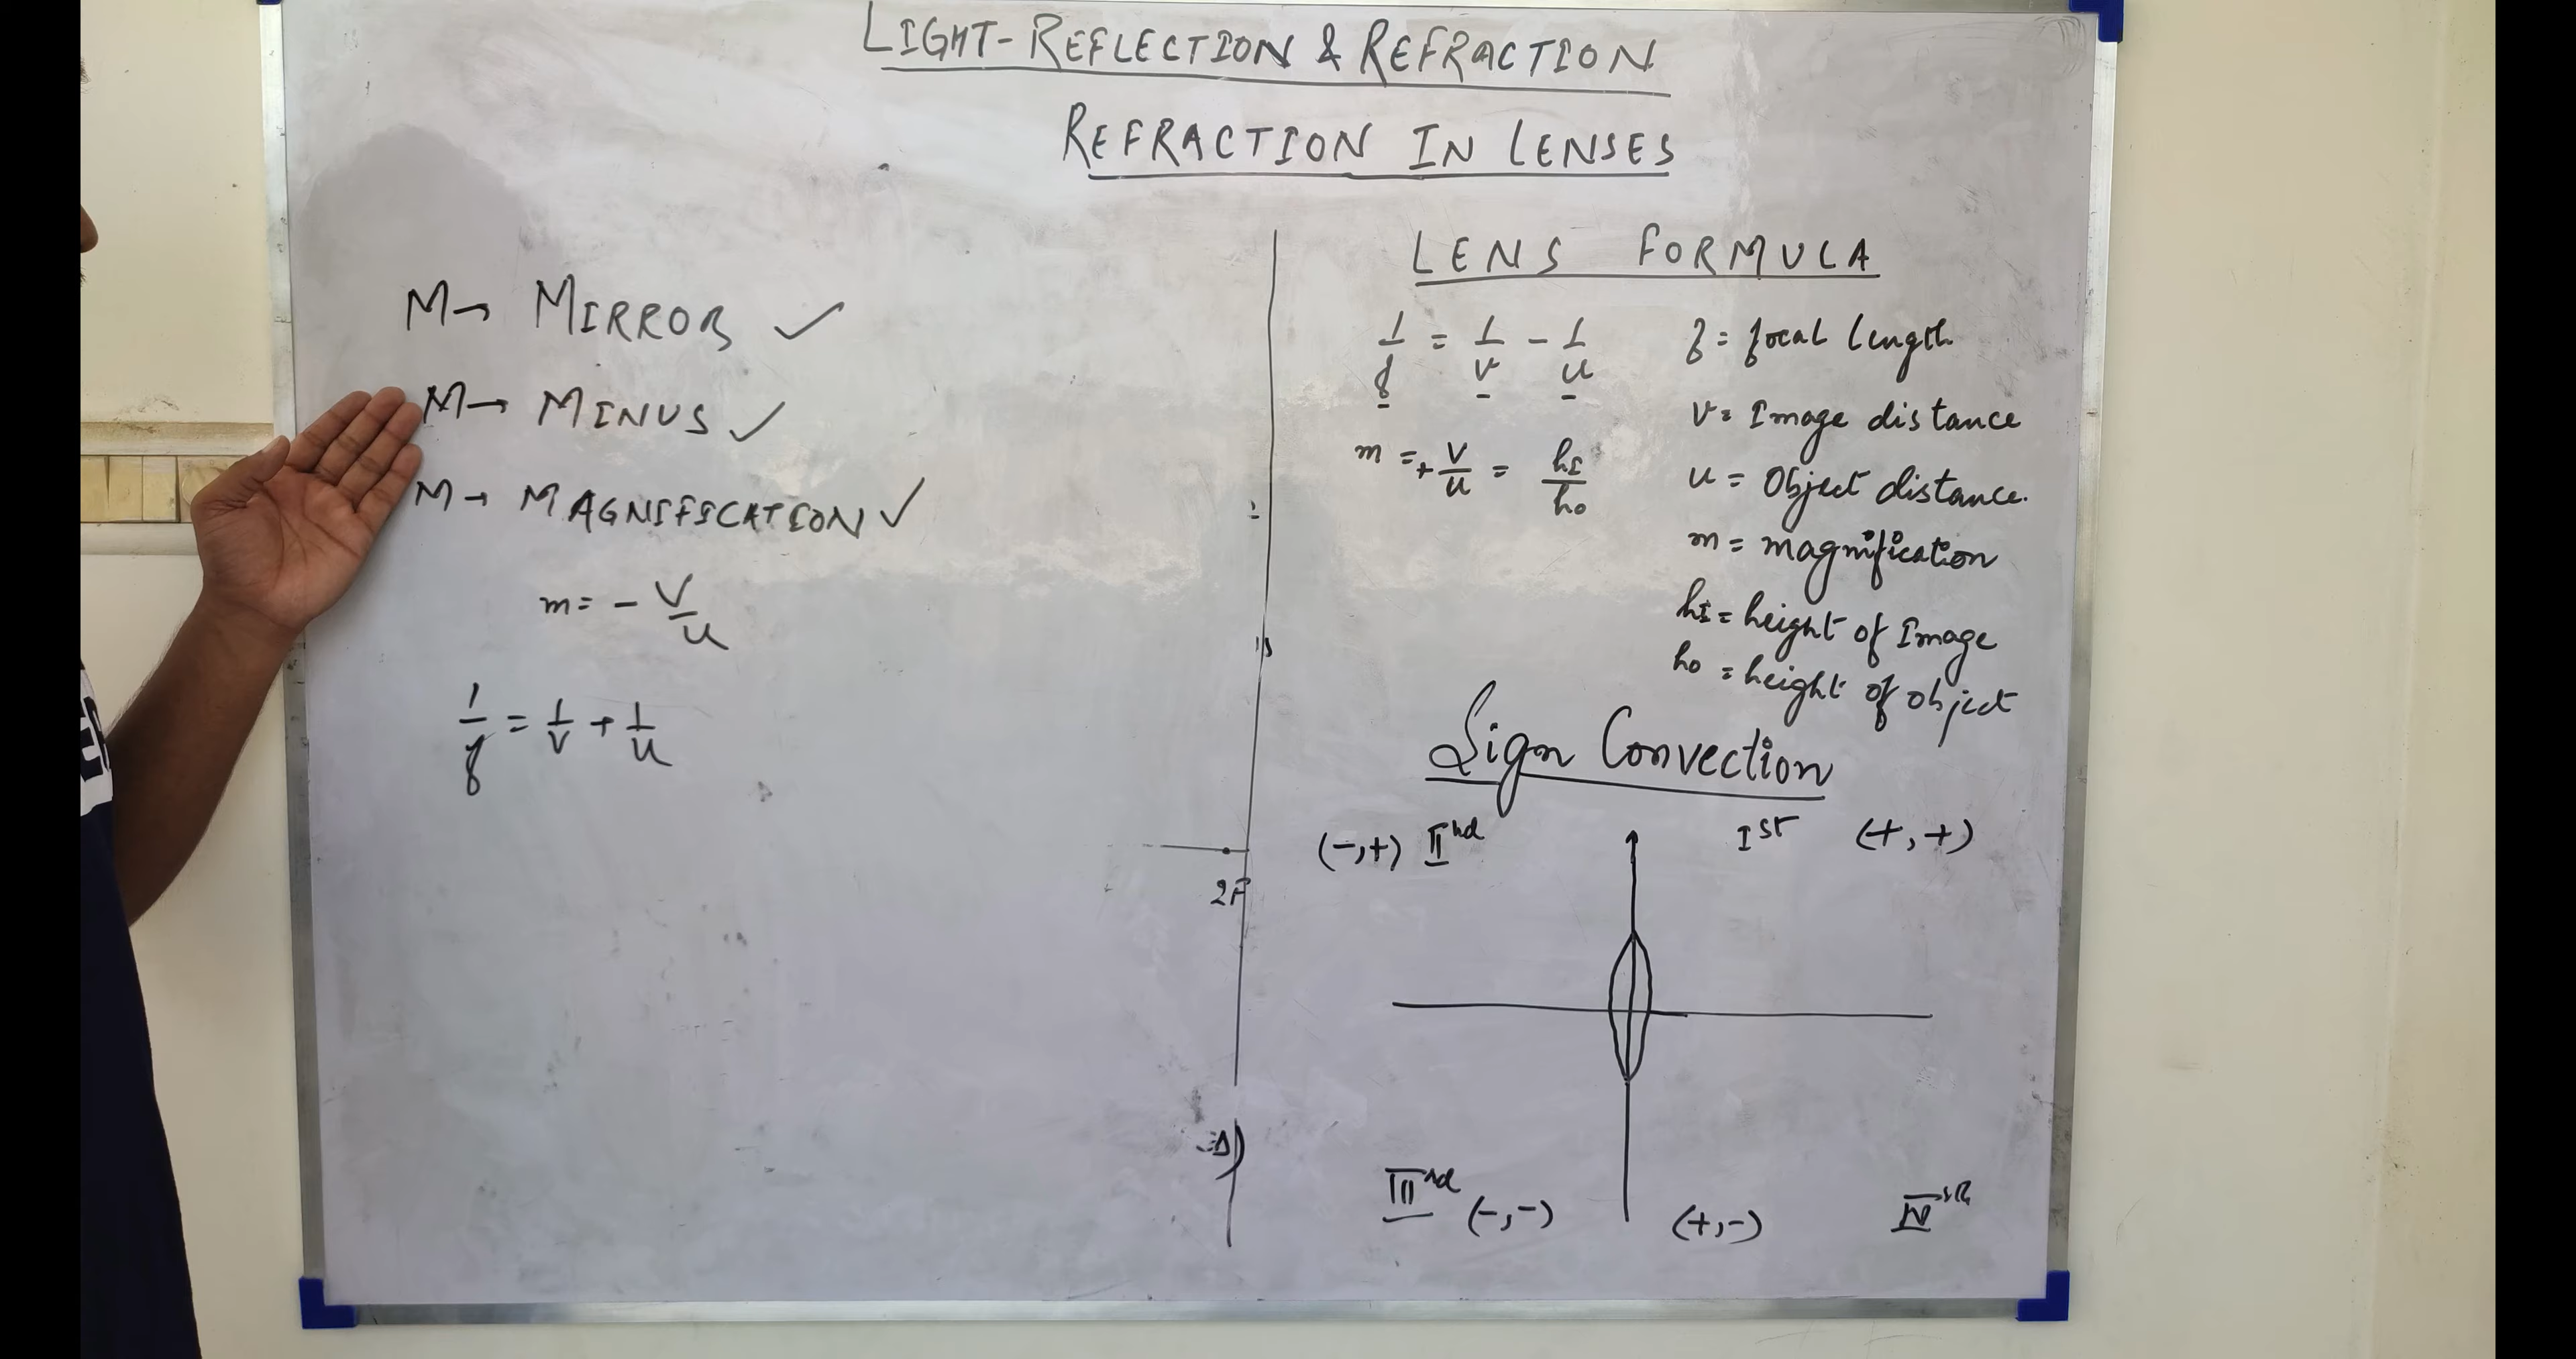 LIGHT-REFLECTION & REFRACTION
REFRACTION IN LENSES
M→ MIRROR ✓
M→ MINUS ✓
M→ MAGNIFICATION ✓
m = - v/u
1/f = 1/v + 1/u
2F
LENS FORMULA
1/f = 1/v - 1/u
m = + v/u = hI/ho
f = focal length
v = Image distance
u = Object distance.
m = magnification
hI = height of Image
ho = height of object
Sign Convection
(-,+) IInd
Ist (+,+)
IIIrd (-,-)
(+,-) IV